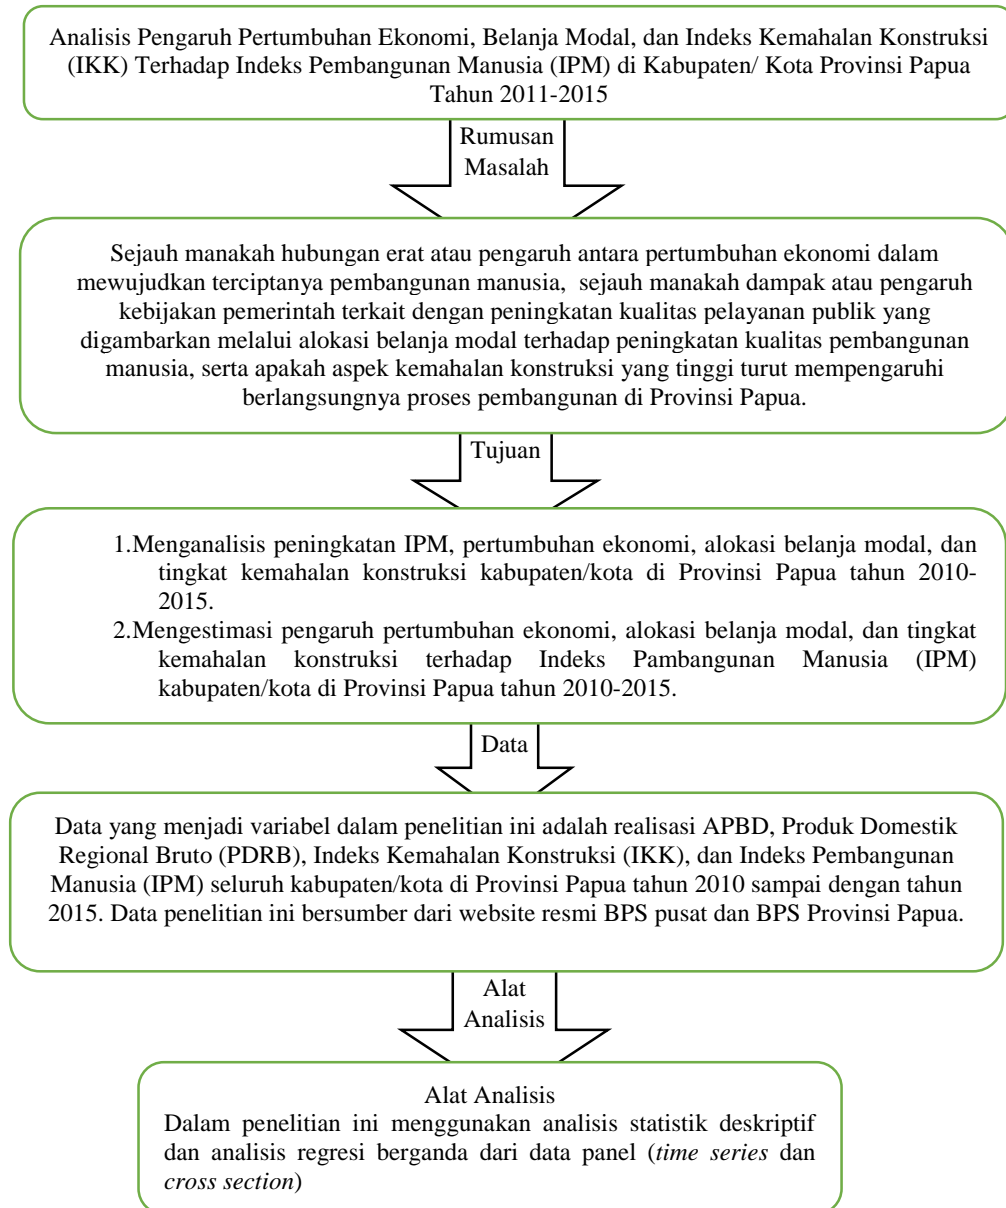 Analisis Pengaruh Pertumbuhan Ekonomi, Belanja Modal, dan Indeks Kemahalan Konstruksi
(IKK) Terhadap Indeks Pembangunan Manusia (IPM) di Kabupaten/ Kota Provinsi Papua
Tahun 2011-2015
Rumusan
Masalah
Sejauh manakah hubungan erat atau pengaruh antara pertumbuhan ekonomi dalam
mewujudkan terciptanya pembangunan manusia, sejauh manakah dampak atau pengaruh
kebijakan pemerintah terkait dengan peningkatan kualitas pelayanan publik yang
digambarkan melalui alokasi belanja modal terhadap peningkatan kualitas pembangunan
manusia, serta apakah aspek kemahalan konstruksi yang tinggi turut mempengaruhi
berlangsungnya proses pembangunan di Provinsi Papua.
Tujuan
1.Menganalisis peningkatan IPM, pertumbuhan ekonomi, alokasi belanja modal, dan
tingkat kemahalan konstruksi kabupaten/kota di Provinsi Papua tahun 2010-
2015.
2.Mengestimasi pengaruh pertumbuhan ekonomi, alokasi belanja modal, dan tingkat
kemahalan konstruksi terhadap Indeks Pambangunan Manusia (IPM)
kabupaten/kota di Provinsi Papua tahun 2010-2015.
Data
Data yang menjadi variabel dalam penelitian ini adalah realisasi APBD, Produk Domestik
Regional Bruto (PDRB), Indeks Kemahalan Konstruksi (IKK), dan Indeks Pembangunan
Manusia (IPM) seluruh kabupaten/kota di Provinsi Papua tahun 2010 sampai dengan tahun
2015. Data penelitian ini bersumber dari website resmi BPS pusat dan BPS Provinsi Papua.
Alat
Analisis
Alat Analisis
Dalam penelitian ini menggunakan analisis statistik deskriptif
dan analisis regresi berganda dari data panel (time series dan
cross section)